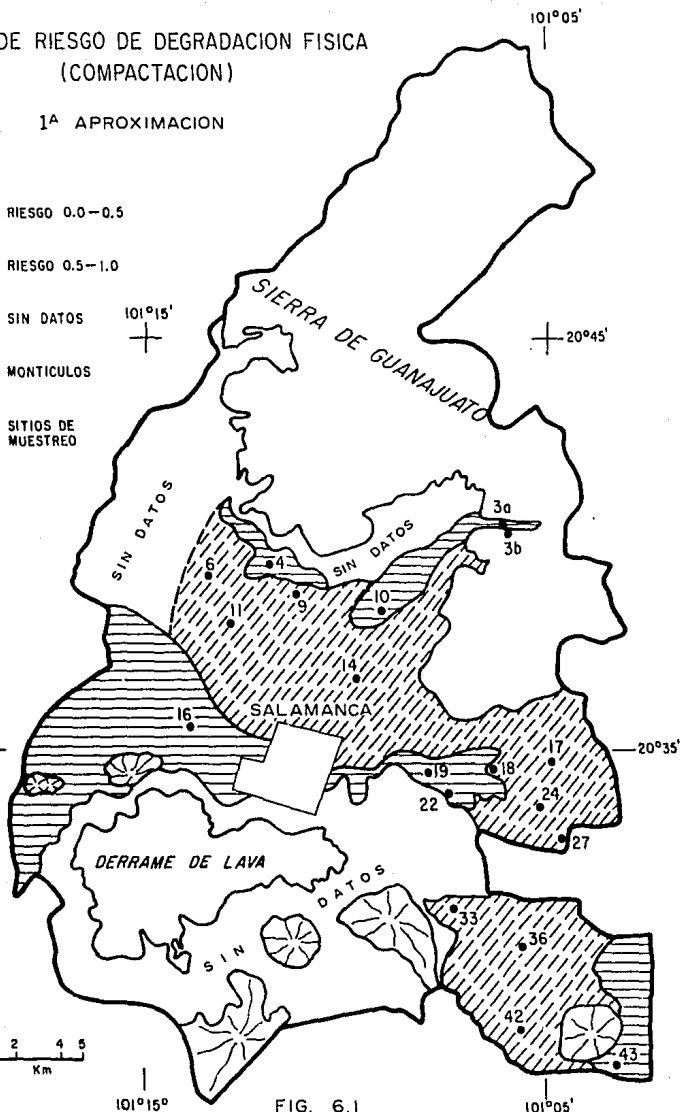 101°05'
DE RIESGO DE DEGRADACION FISICA
(COMPACTACION)
1A APROXIMACION
RIESGO 0.0-0.5
RIESGO 0.5-1.0
SIN DATOS
MONTICULOS
SITIOS DE
MUESTREO
101°15'
20°45'
SIERRA DE GUANAJUATO
SIN DATOS
SIN DATOS
3a
3b
4
6
9
10
11
14
SALAMANCA
16
17
20°35'
18
19
22
24
27
DERRAME DE LAVA
SIN DATOS
33
36
42
43
2 4 5
Km
101°15°
FIG. 6.1
101°05'